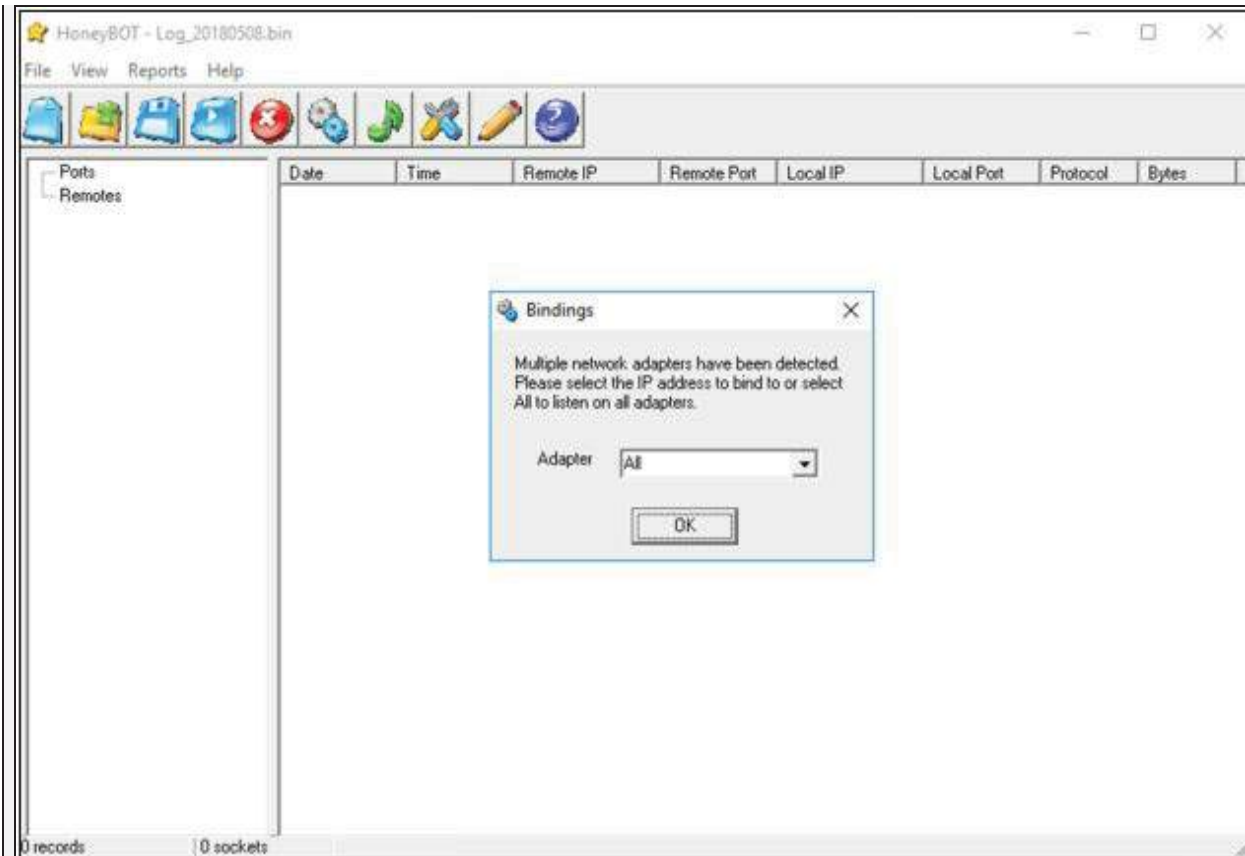 HoneyBOT - Log_20180508.bin
File View Reports Help
Ports
Remotes
Date Time Remote IP Remote Port Local IP Local Port Protocol Bytes
Bindings
Multiple network adapters have been detected.
Please select the IP address to bind to or select
All to listen on all adapters.
Adapter All
OK
0 records 0 sockets